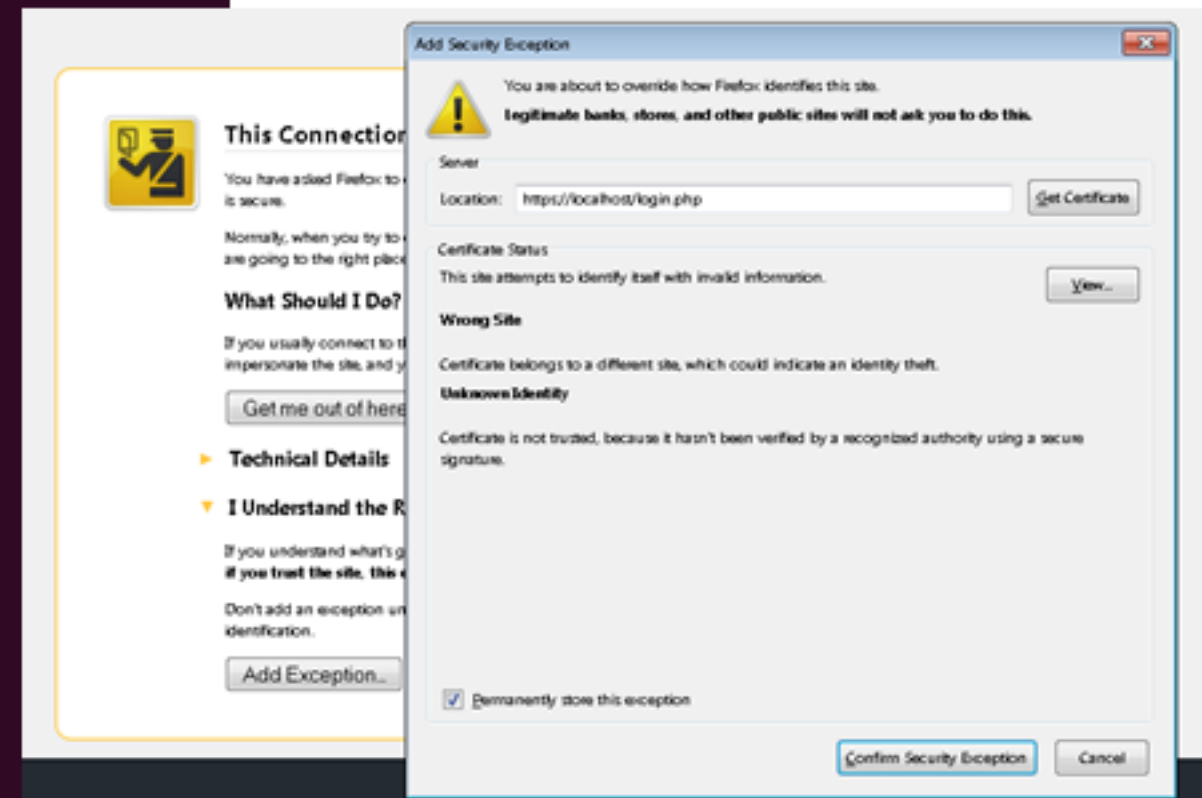 Add Security Exception
You are about to override how Firefox identifies this site.
Legitimate banks, stores, and other public sites will not ask you to do this.
Server
Location: https://localhost/login.php
Get Certificate
Certificate Status
This site attempts to identify itself with invalid information.
View...
Wrong Site
Certificate belongs to a different site, which could indicate an identity theft.
Unknown Identity
Certificate is not trusted, because it hasn't been verified by a recognized authority using a secure
signature.
Permanently store this exception
Confirm Security Exception
Cancel
This Connection
You have asked Firefox to
is secure.
Normally, when you try to
are going to the right place
What Should I Do?
If you usually connect to
impersonate the site, and
Get me out of here
Technical Details
I Understand the
If you understand what's
if you trust the site, this
Don't add an exception
identification.
Add Exception...